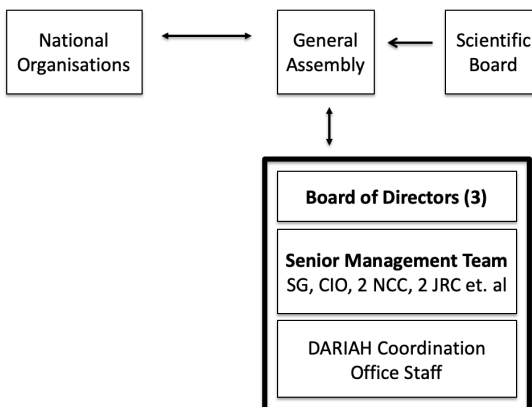 National
Organisations
General
Assembly
Scientific
Board
Board of Directors (3)
Senior Management Team
SG, CIO, 2 NCC, 2 JRC et. al
DARIAH Coordination
Office Staff